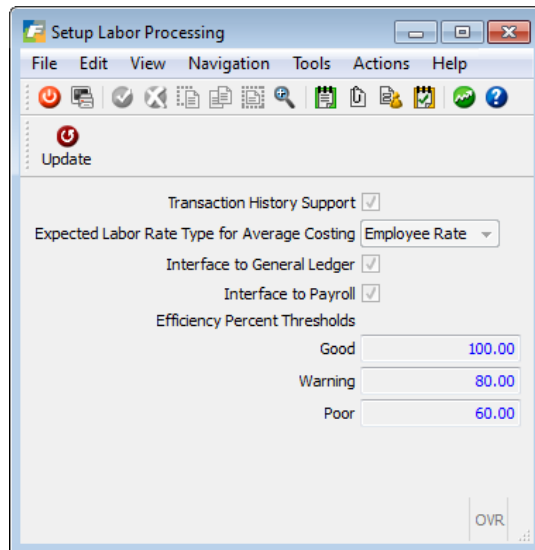 Setup Labor Processing
File Edit View Navigation Tools Actions Help
Update
Transaction History Support
Expected Labor Rate Type for Average Costing Employee Rate
Interface to General Ledger
Interface to Payroll
Efficiency Percent Thresholds
Good 100.00
Warning 80.00
Poor 60.00
OVR